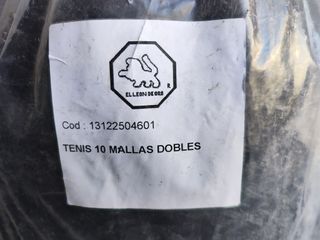 EL LEON DE ORO
R
Cod : 13122504601
TENIS 10 MALLAS DOBLES